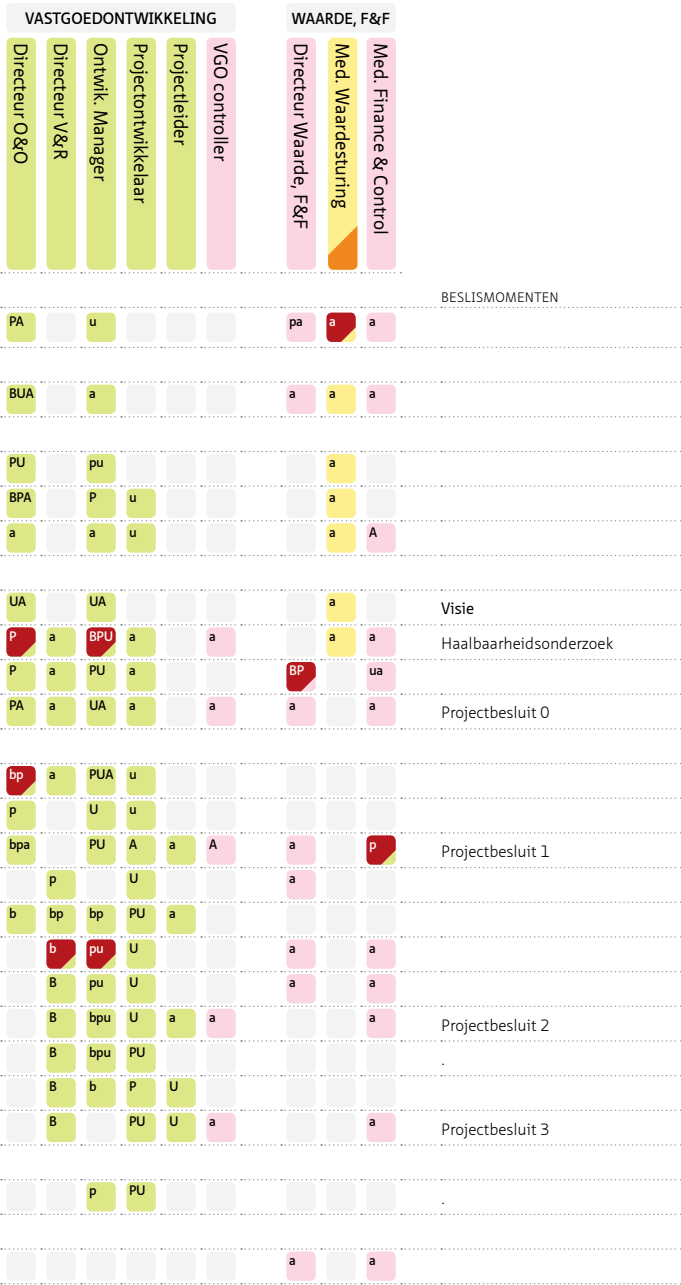 VASTGOEDONTWIKKELING WAARDE, F&F
Directeur O&O
Directeur V&R
Ontwik. Manager
Projectontwikkelaar
Projectleider
VGO controller
Directeur Waarde, F&F
Med. Waardesturing
Med. Finance & Control
BESLISMOMENTEN
PA u pa a a
BUA a a a a
PU pu a
BPA P u a
a a u a A
UA UA a Visie
P a BPU a a a a Haalbaarheidsonderzoek
P a PU a BP ua
PA a UA a a a a Projectbesluit 0
bp a PUA u
p U u
bpa PU A a A a p Projectbesluit 1
p U a
b bp bp PU a
b pu U a a
B pu U a a
B bpu U a a a Projectbesluit 2
B bpu PU .
B b P U
B PU U a a Projectbesluit 3
p PU .
a a